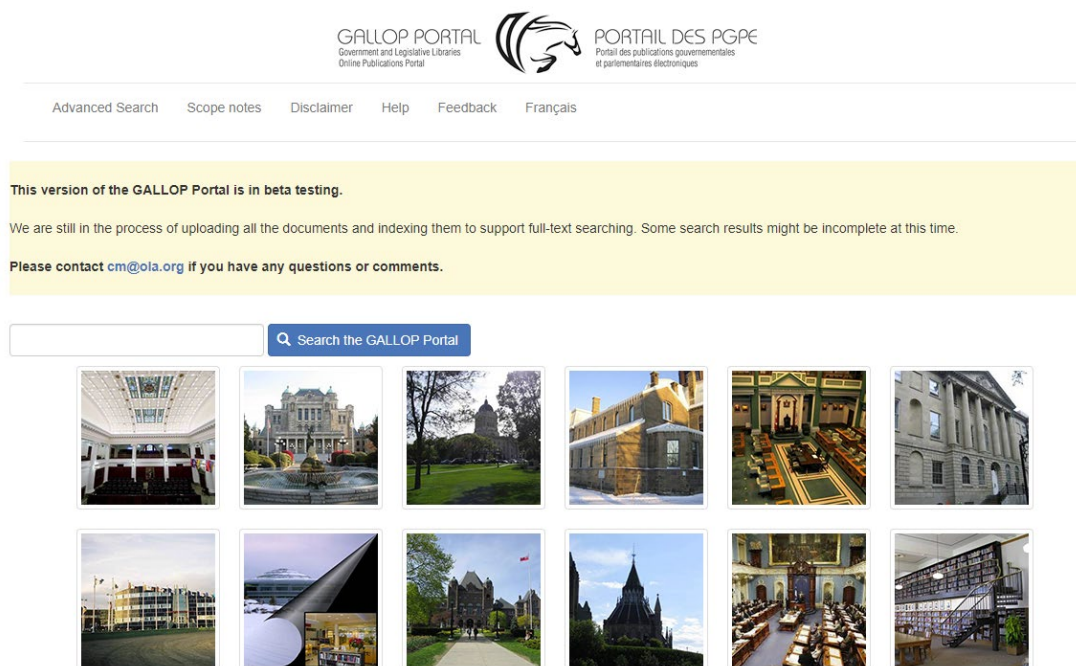 GALLOP PORTAL
Government and Legislative Libraries
Online Publications Portal
PORTAIL DES PGPE
Portail des publications gouvernementales
et parlementaires électroniques
Advanced Search Scope notes Disclaimer Help Feedback Français
This version of the GALLOP Portal is in beta testing.
We are still in the process of uploading all the documents and indexing them to support full-text searching. Some search results might be incomplete at this time.
Please contact cm@ola.org if you have any questions or comments.
Search the GALLOP Portal